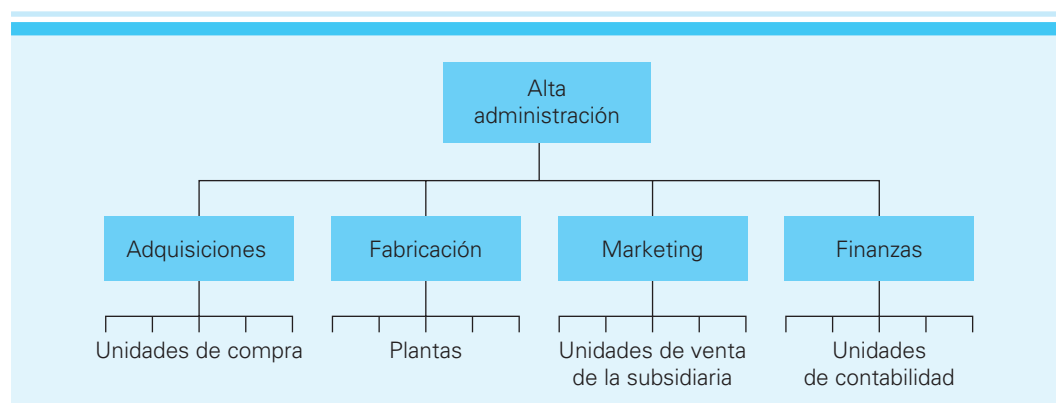 Alta
administración
Adquisiciones
Fabricación
Marketing
Finanzas
Unidades de compra
Plantas
Unidades de venta
de la subsidiaria
Unidades
de contabilidad